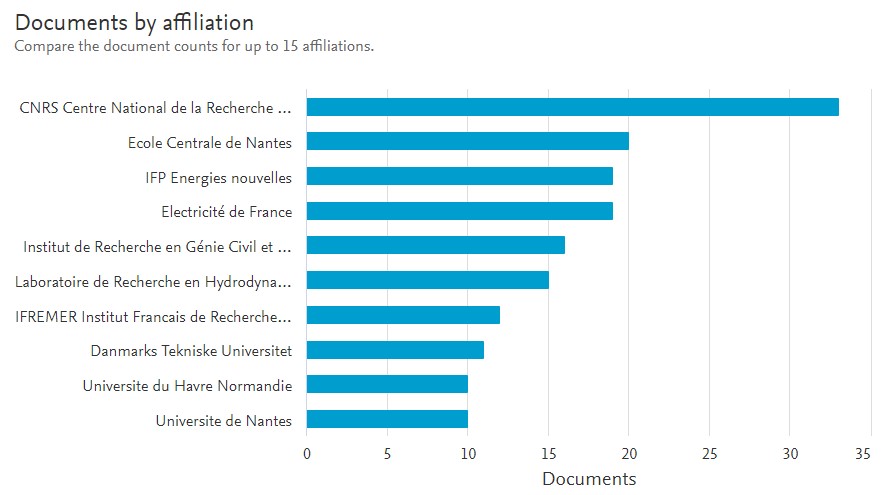 Documents by affiliation
Compare the document counts for up to 15 affiliations.
CNRS Centre National de la Recherche ...
Ecole Centrale de Nantes
IFP Energies nouvelles
Electricité de France
Institut de Recherche en Génie Civil et ...
Laboratoire de Recherche en Hydrodyna...
IFREMER Institut Francais de Recherche...
Danmarks Tekniske Universitet
Universite du Havre Normandie
Universite de Nantes
0 5 10 15 20 25 30 35
Documents